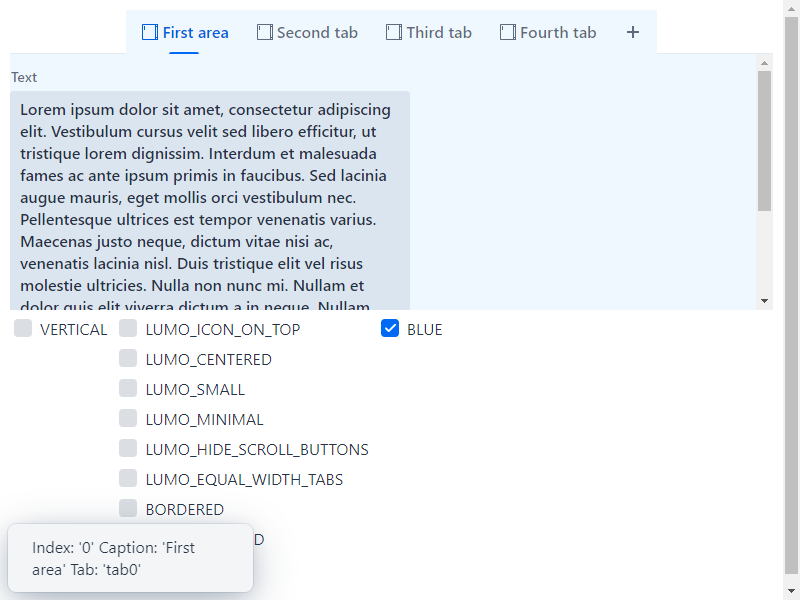 First area Second tab Third tab Fourth tab +
Text
Lorem ipsum dolor sit amet, consectetur adipiscing
elit. Vestibulum cursus velit sed libero efficitur, ut
tristique lorem dignissim. Interdum et malesuada
fames ac ante ipsum primis in faucibus. Sed lacinia
augue mauris, eget mollis orci vestibulum nec.
Pellentesque ultrices est tempor venenatis varius.
Maecenas justo neque, dictum vitae nisi ac,
venenatis lacinia nisl. Duis tristique elit vel risus
molestie ultricies. Nulla non nunc mi. Nullam et
dolor quis elit viverra dictum a in neque. Nullam
VERTICAL LUMO_ICON_ON_TOP BLUE
LUMO_CENTERED
LUMO_SMALL
LUMO_MINIMAL
LUMO_HIDE_SCROLL_BUTTONS
LUMO_EQUAL_WIDTH_TABS
BORDERED
D
Index: '0' Caption: 'First
area' Tab: 'tab0'